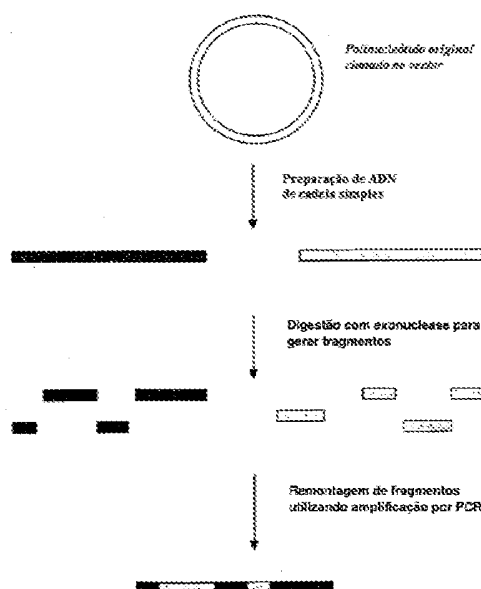 Polinucleótido original
clonado no vector
Preparação de ADN
de cadeia simples
Digestão com exonuclease para
gerar fragmentos
Remontagem de fragmentos
utilizando amplificação por PCR